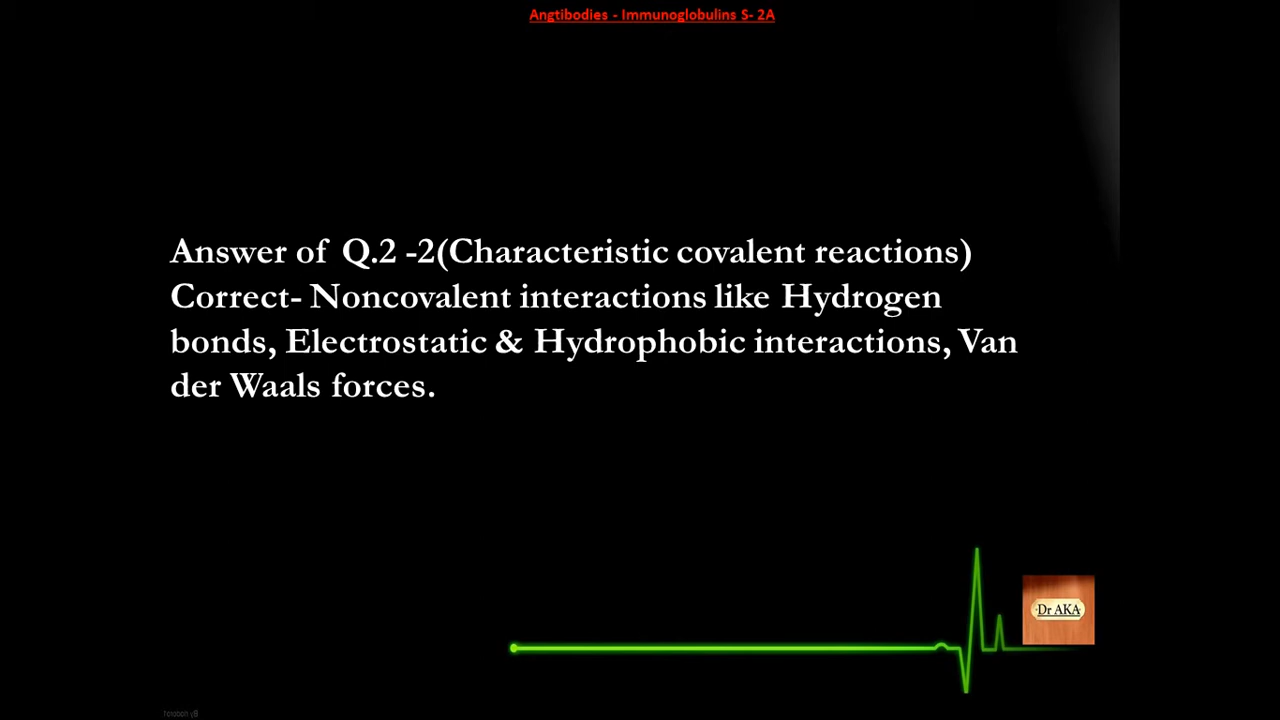 Angtibodies - Immunoglobulins S- 2A
Answer of Q.2 -2(Characteristic covalent reactions)
Correct- Noncovalent interactions like Hydrogen
bonds, Electrostatic & Hydrophobic interactions, Van
der Waals forces.
Dr AKA